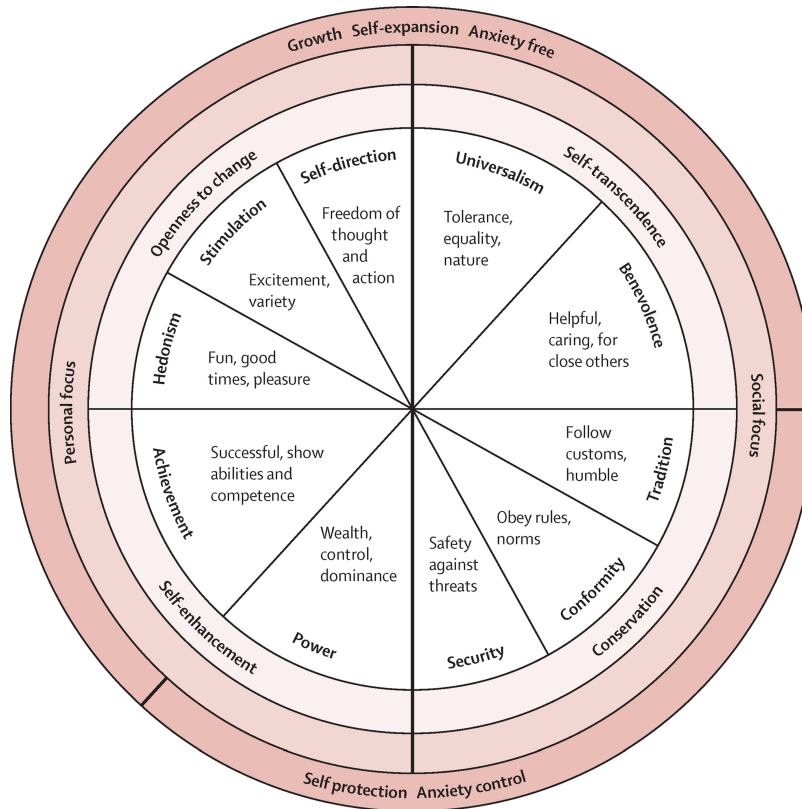 Growth Self-expansion Anxiety free
Openness to change
Self-transcendence
Personal focus
Social focus
Self-direction
Freedom of
thought
and
action
Universalism
Tolerance,
equality,
nature
Stimulation
Excitement,
variety
Benevolence
Helpful,
caring, for
close others
Hedonism
Fun, good
times, pleasure
Achievement
Successful, show
abilities and
competence
Tradition
Follow
customs,
humble
Power
Wealth,
control,
dominance
Security
Safety
against
threats
Conformity
Obey rules,
norms
Self-enhancement
Conservation
Self protection Anxiety control